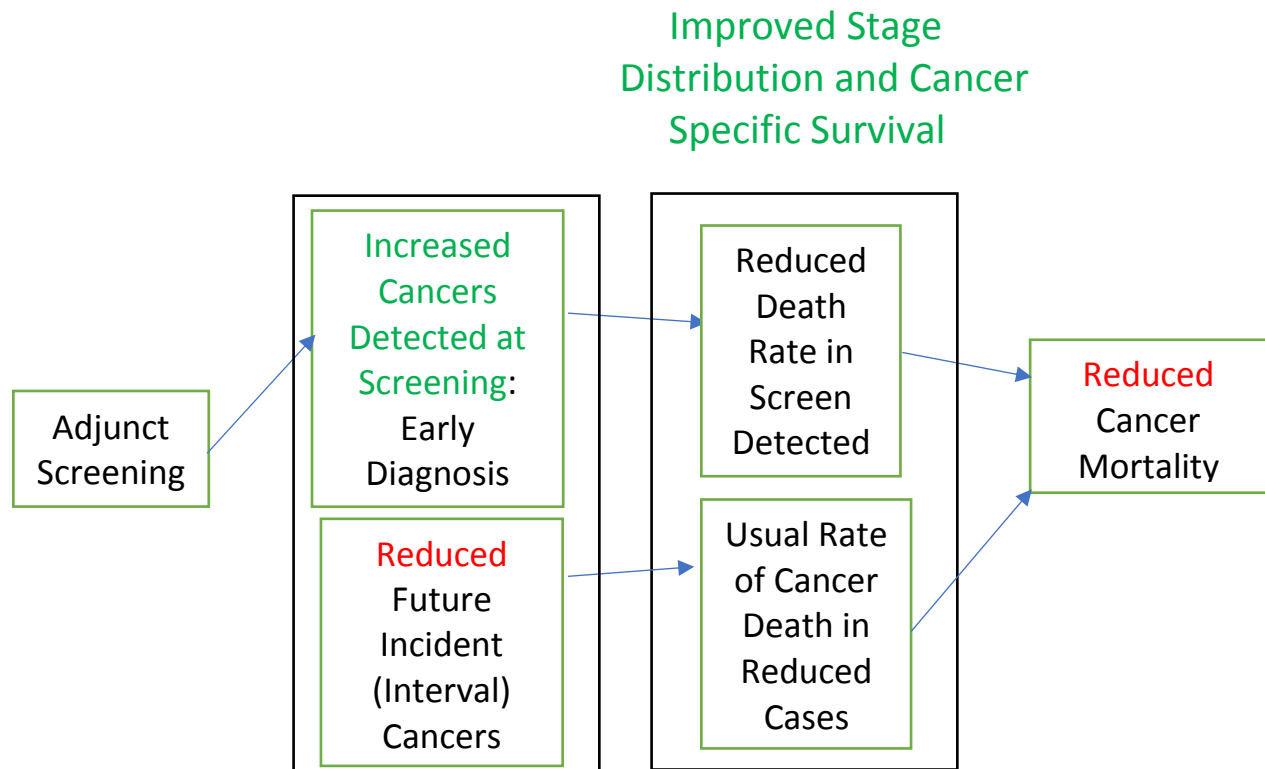 Improved Stage
Distribution and Cancer
Specific Survival
Adjunct
Screening
Increased
Cancers
Detected at
Screening:
Early
Diagnosis
Reduced
Future
Incident
(Interval)
Cancers
Reduced
Death
Rate in
Screen
Detected
Usual Rate
of Cancer
Death in
Reduced
Cases
Reduced
Cancer
Mortality